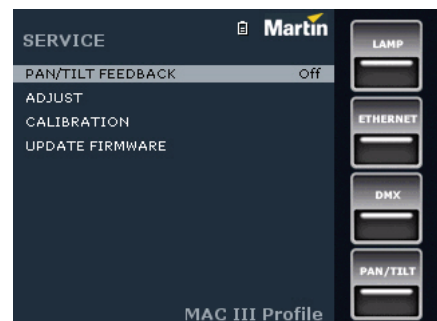 SERVICE
Martin
PAN/TILT FEEDBACK Off
ADJUST
CALIBRATION
UPDATE FIRMWARE
MAC III Profile
LAMP
ETHERNET
DMX
PAN/TILT